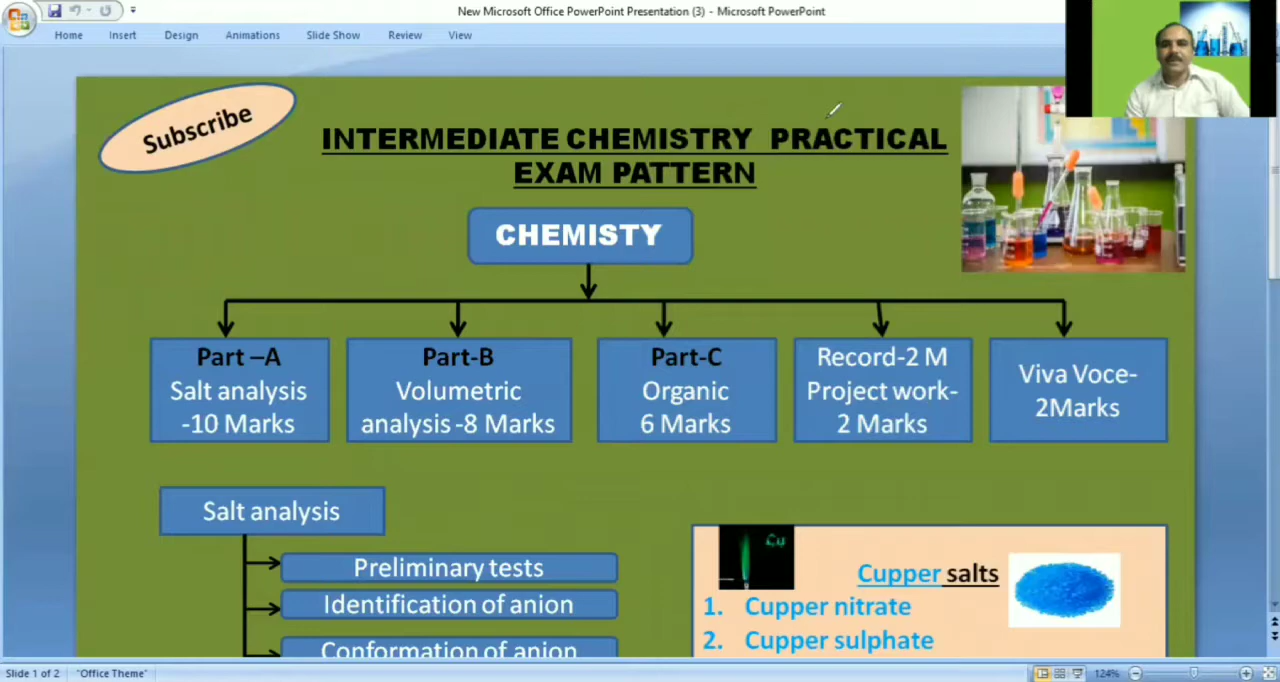 New Microsoft Office PowerPoint Presentation (3) - Microsoft PowerPoint
Home Insert Design Animations Slide Show Review View
Subscribe
INTERMEDIATE CHEMISTRY PRACTICAL
EXAM PATTERN
CHEMISTY
Part –A
Salt analysis
-10 Marks
Part-B
Volumetric
analysis -8 Marks
Part-C
Organic
6 Marks
Record-2 M
Project work-
2 Marks
Viva Voce-
2Marks
Salt analysis
Preliminary tests
Identification of anion
Conformation of anion
Cu
Cupper salts
1. Cupper nitrate
2. Cupper sulphate
Slide 1 of 2 "Office Theme" 124%